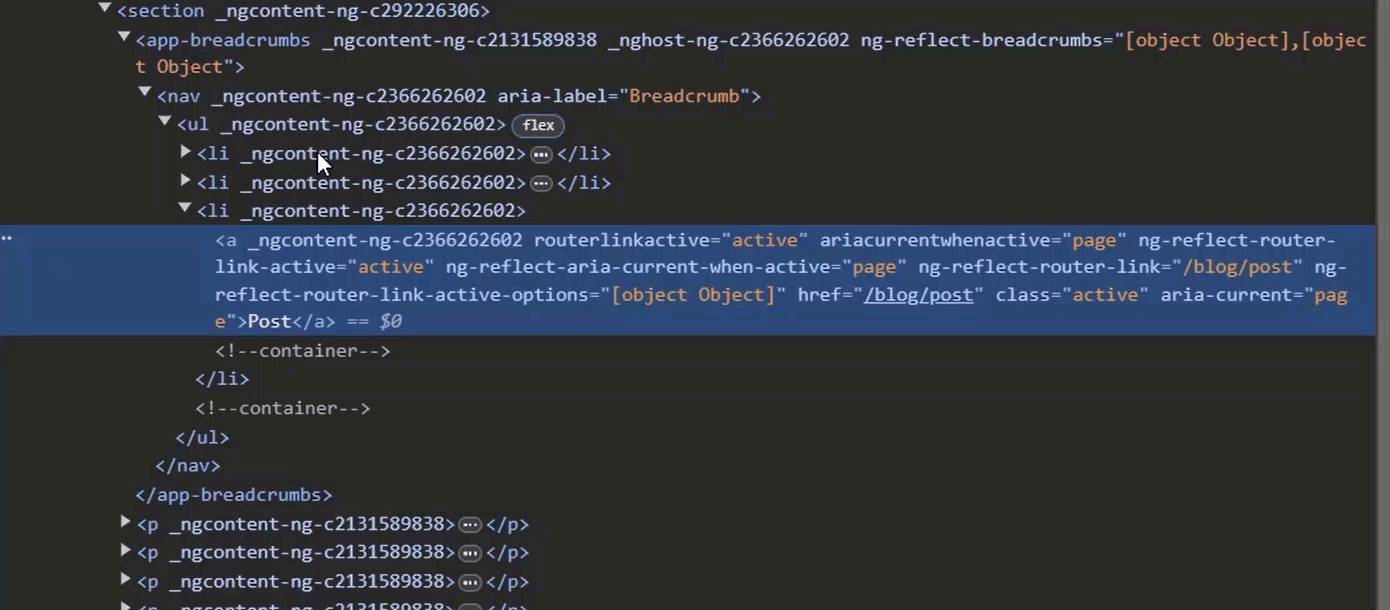 <section _ngcontent-ng-c292226306>
<app-breadcrumbs _ngcontent-ng-c2131589838 _nghost-ng-c2366262602 ng-reflect-breadcrumbs="[object Object],[objec
t Object">
<nav _ngcontent-ng-c2366262602 aria-label="Breadcrumb">
<ul _ngcontent-ng-c2366262602> flex
<li _ngcontent-ng-c2366262602> … </li>
<li _ngcontent-ng-c2366262602> … </li>
<li _ngcontent-ng-c2366262602>
<a _ngcontent-ng-c2366262602 routerlinkactive="active" ariacurrentwhenactive="page" ng-reflect-router-
link-active="active" ng-reflect-aria-current-when-active="page" ng-reflect-router-link="/blog/post" ng-
reflect-router-link-active-options="[object Object]" href="/blog/post" class="active" aria-current="pag
e">Post</a> == $0
<!--container-->
</li>
<!--container-->
</ul>
</nav>
</app-breadcrumbs>
<p _ngcontent-ng-c2131589838> … </p>
<p _ngcontent-ng-c2131589838> … </p>
<p _ngcontent-ng-c2131589838> … </p>
<p _ngcontent-ng-c2131589838> … </p>